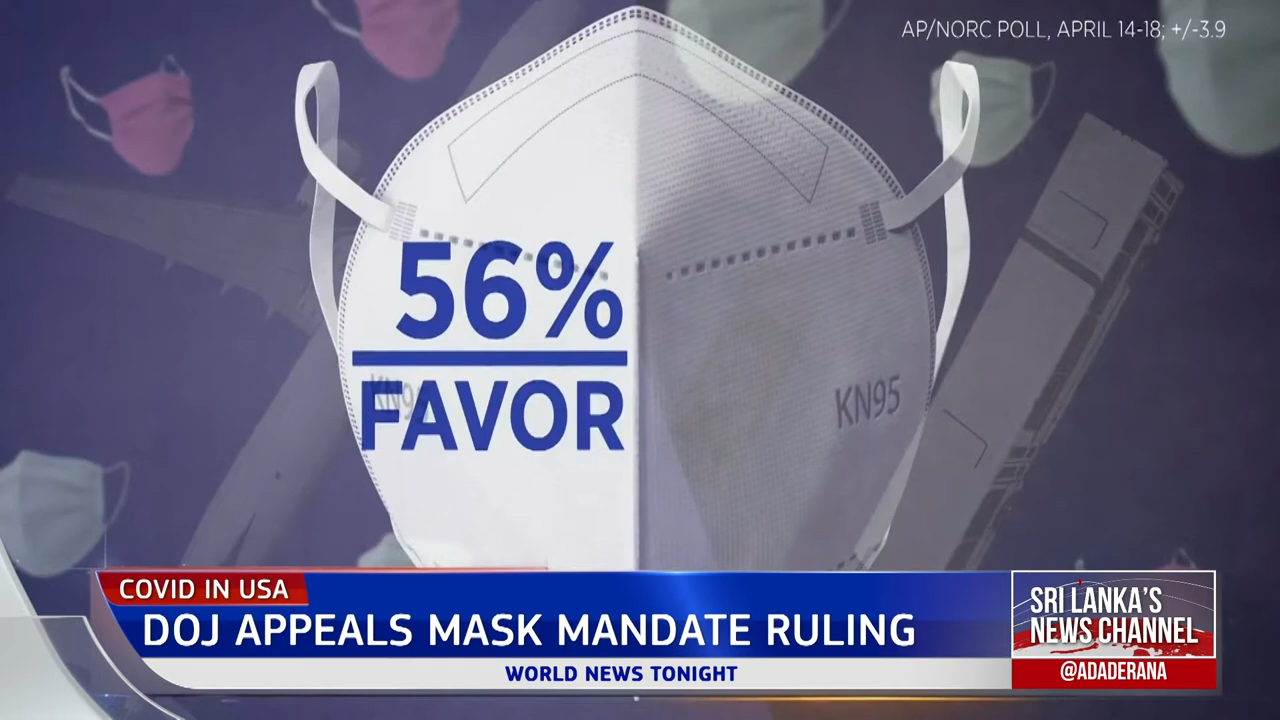 AP/NORC POLL, APRIL 14-18; +/-3.9
56%
FAVOR
KN95
KN95
COVID IN USA
DOJ APPEALS MASK MANDATE RULING
WORLD NEWS TONIGHT
SRI LANKA'S
NEWS CHANNEL
@ADADERANA